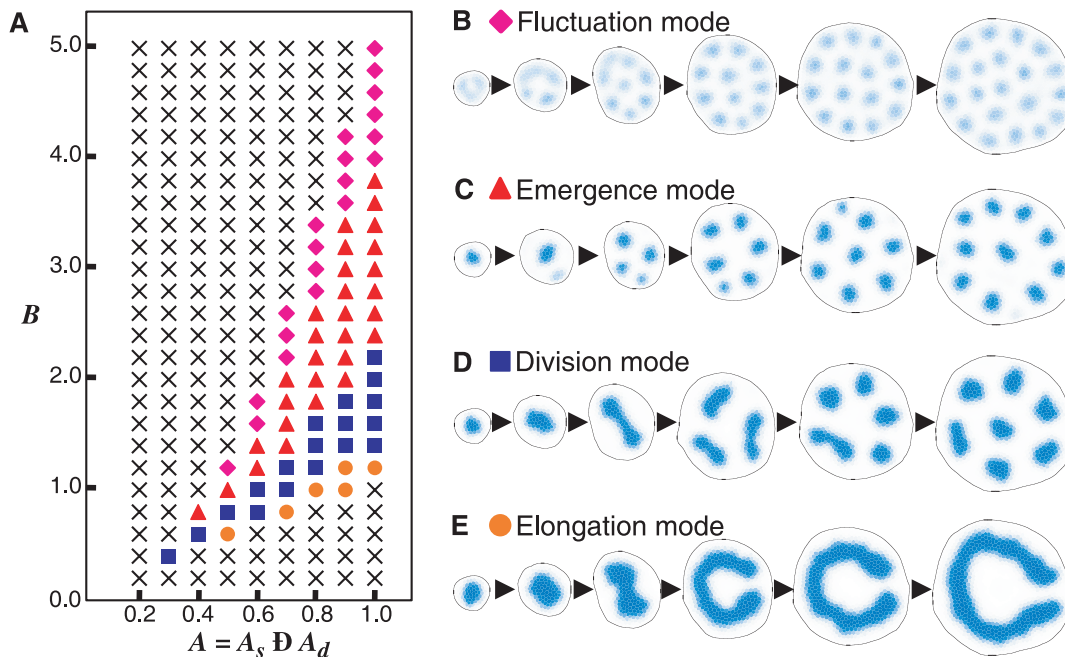 A
5.0
4.0
3.0
B
2.0
1.0
0.0
0.2 0.4 0.6 0.8 1.0
A = As Ð Ad
B Fluctuation mode
C Emergence mode
D Division mode
E Elongation mode